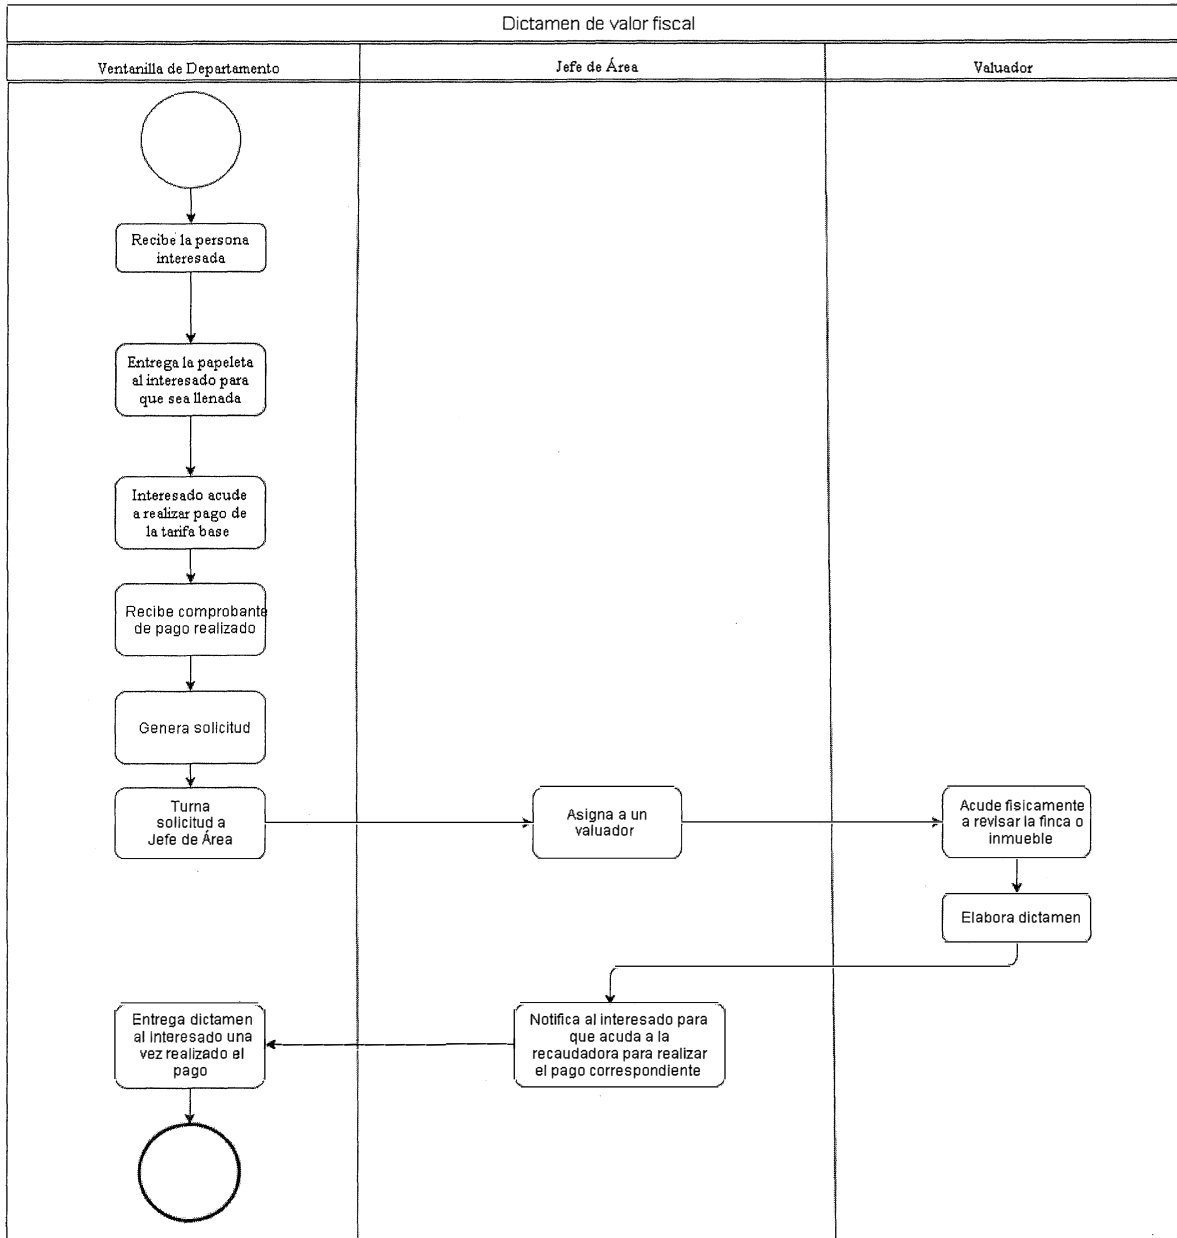 Dictamen de valor fiscal
Ventanilla de Departamento
Jefe de Área
Valuador
Recibe la persona
interesada
Entrega la papeleta
al interesado para
que sea llenada
Interesado acude
a realizar pago de
la tarifa base
Recibe comprobante
de pago realizado
Genera solicitud
Turna
solicitud a
Jefe de Área
Asigna a un
valuador
Acude fisicamente
a revisar la finca o
inmueble
Elabora dictamen
Notifica al interesado para
que acuda a la
recaudadora para realizar
el pago correspondiente
Entrega dictamen
al interesado una
vez realizado el
pago